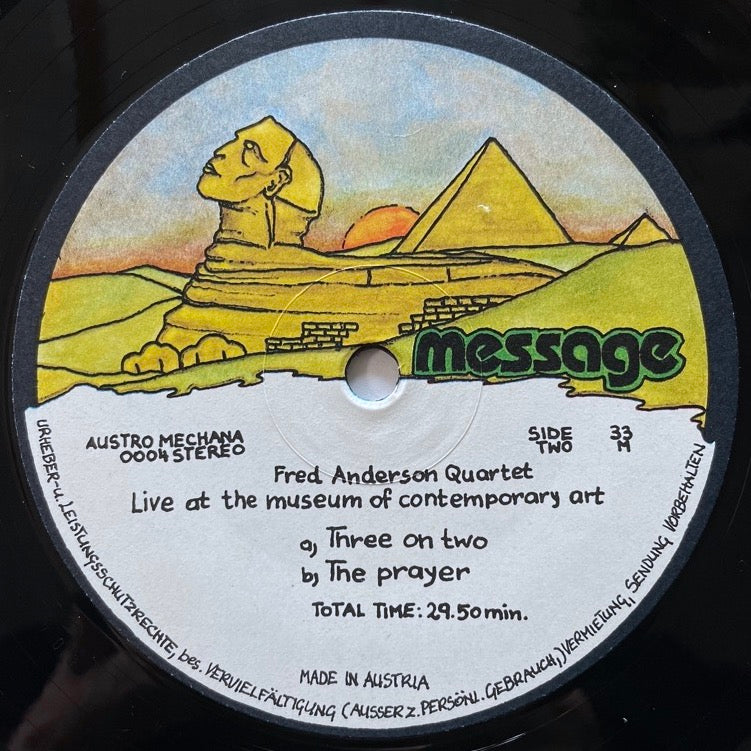 message
AUSTRO MECHANA
0004 STEREO
SIDE TWO
33 M
Fred Anderson Quartet
Live at the museum of contemporary art
a) Three on two
b) The prayer
TOTAL TIME: 29.50 min.
MADE IN AUSTRIA
URHEBER-u. LEISTUNGSSCHUTZRECHTE, bes. VERVIELFÄLTIGUNG (AUSSER z. PERSÖNL. GEBRAUCH,) VERMIETUNG, SENDUNG VORBEHALTEN